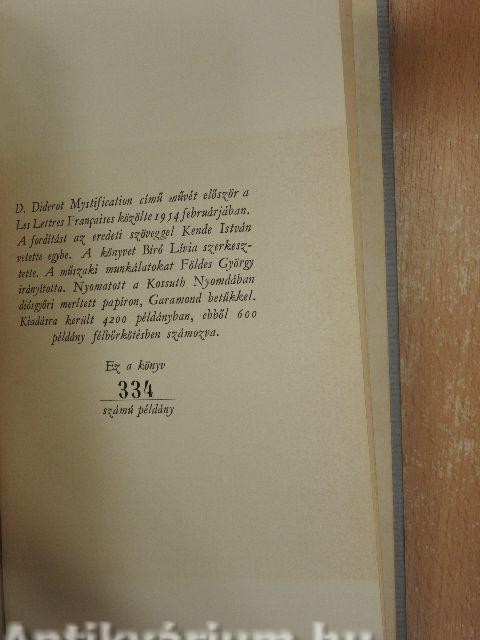 D. Diderot Mystification című művét először a
Les Lettres Françaises közölte 1954 februárjában.
A fordítást az eredeti szöveggel Kende István
vetette egybe. A könyvet Bíró Lívia szerkesz-
tette. A műszaki munkálatokat Földes György
irányította. Nyomatott a Kossuth Nyomdában
diósgyőri merített papíron, Garamond betűkkel.
Kiadásra került 4200 példányban, ebből 600
példány félbőrkötésben számozva.
Ez a könyv
334
számú példány
Antikvárium.hu